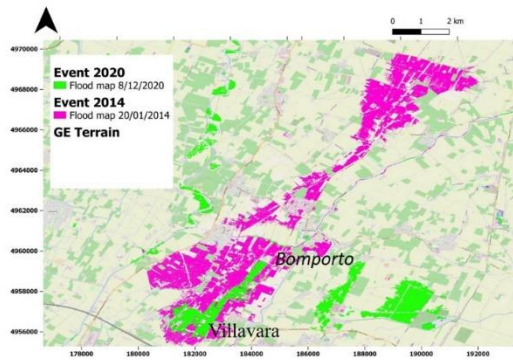 0 1 2 km
4970000
Event 2020
Flood map 8/12/2020
4968000
Event 2014
Flood map 20/01/2014
4966000
GE Terrain
4964000
4962000
4960000
Bomporto
4958000
4956000
Villavara
178000 180000 182000 184000 186000 188000 190000 192000